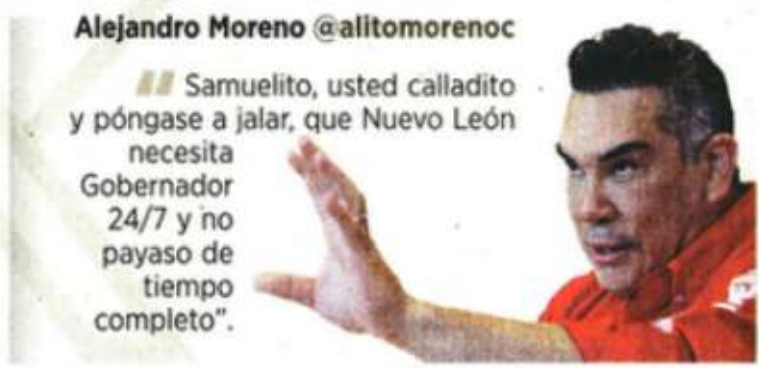 Alejandro Moreno @alitomorenoc
" Samuelito, usted calladito
y póngase a jalar, que Nuevo León
necesita
Gobernador
24/7 y no
payaso de
tiempo
completo".